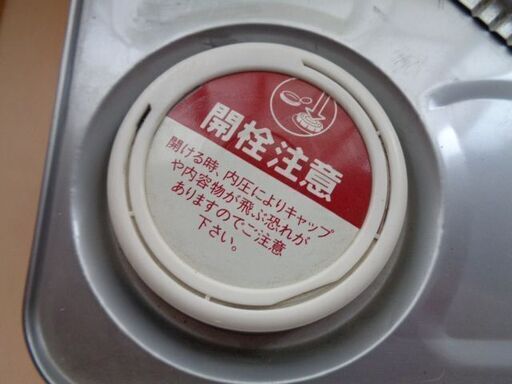 開栓注意
開ける時、内圧によりキャップ
や内容物が飛ぶ恐れが
ありますのでご注意
下さい。